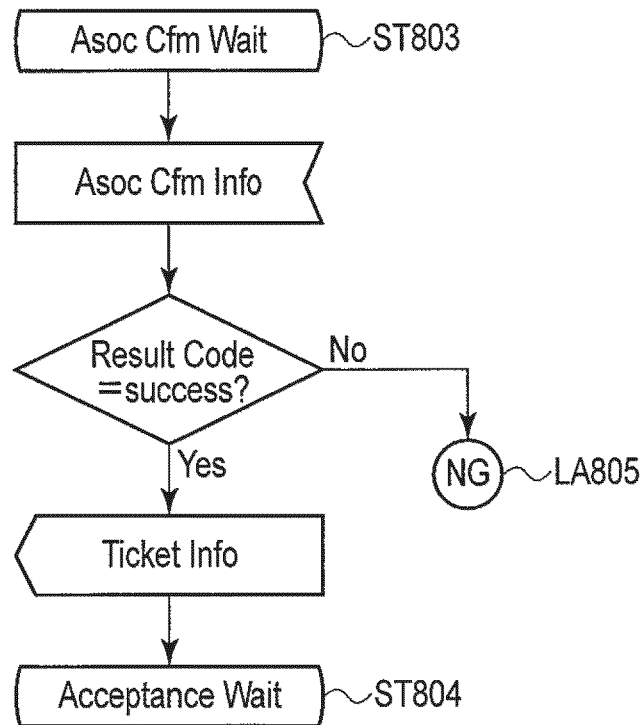 Asoc Cfm Wait
ST803
Asoc Cfm Info
Result Code
=success?
No
Yes
NG
LA805
Ticket Info
Acceptance Wait
ST804